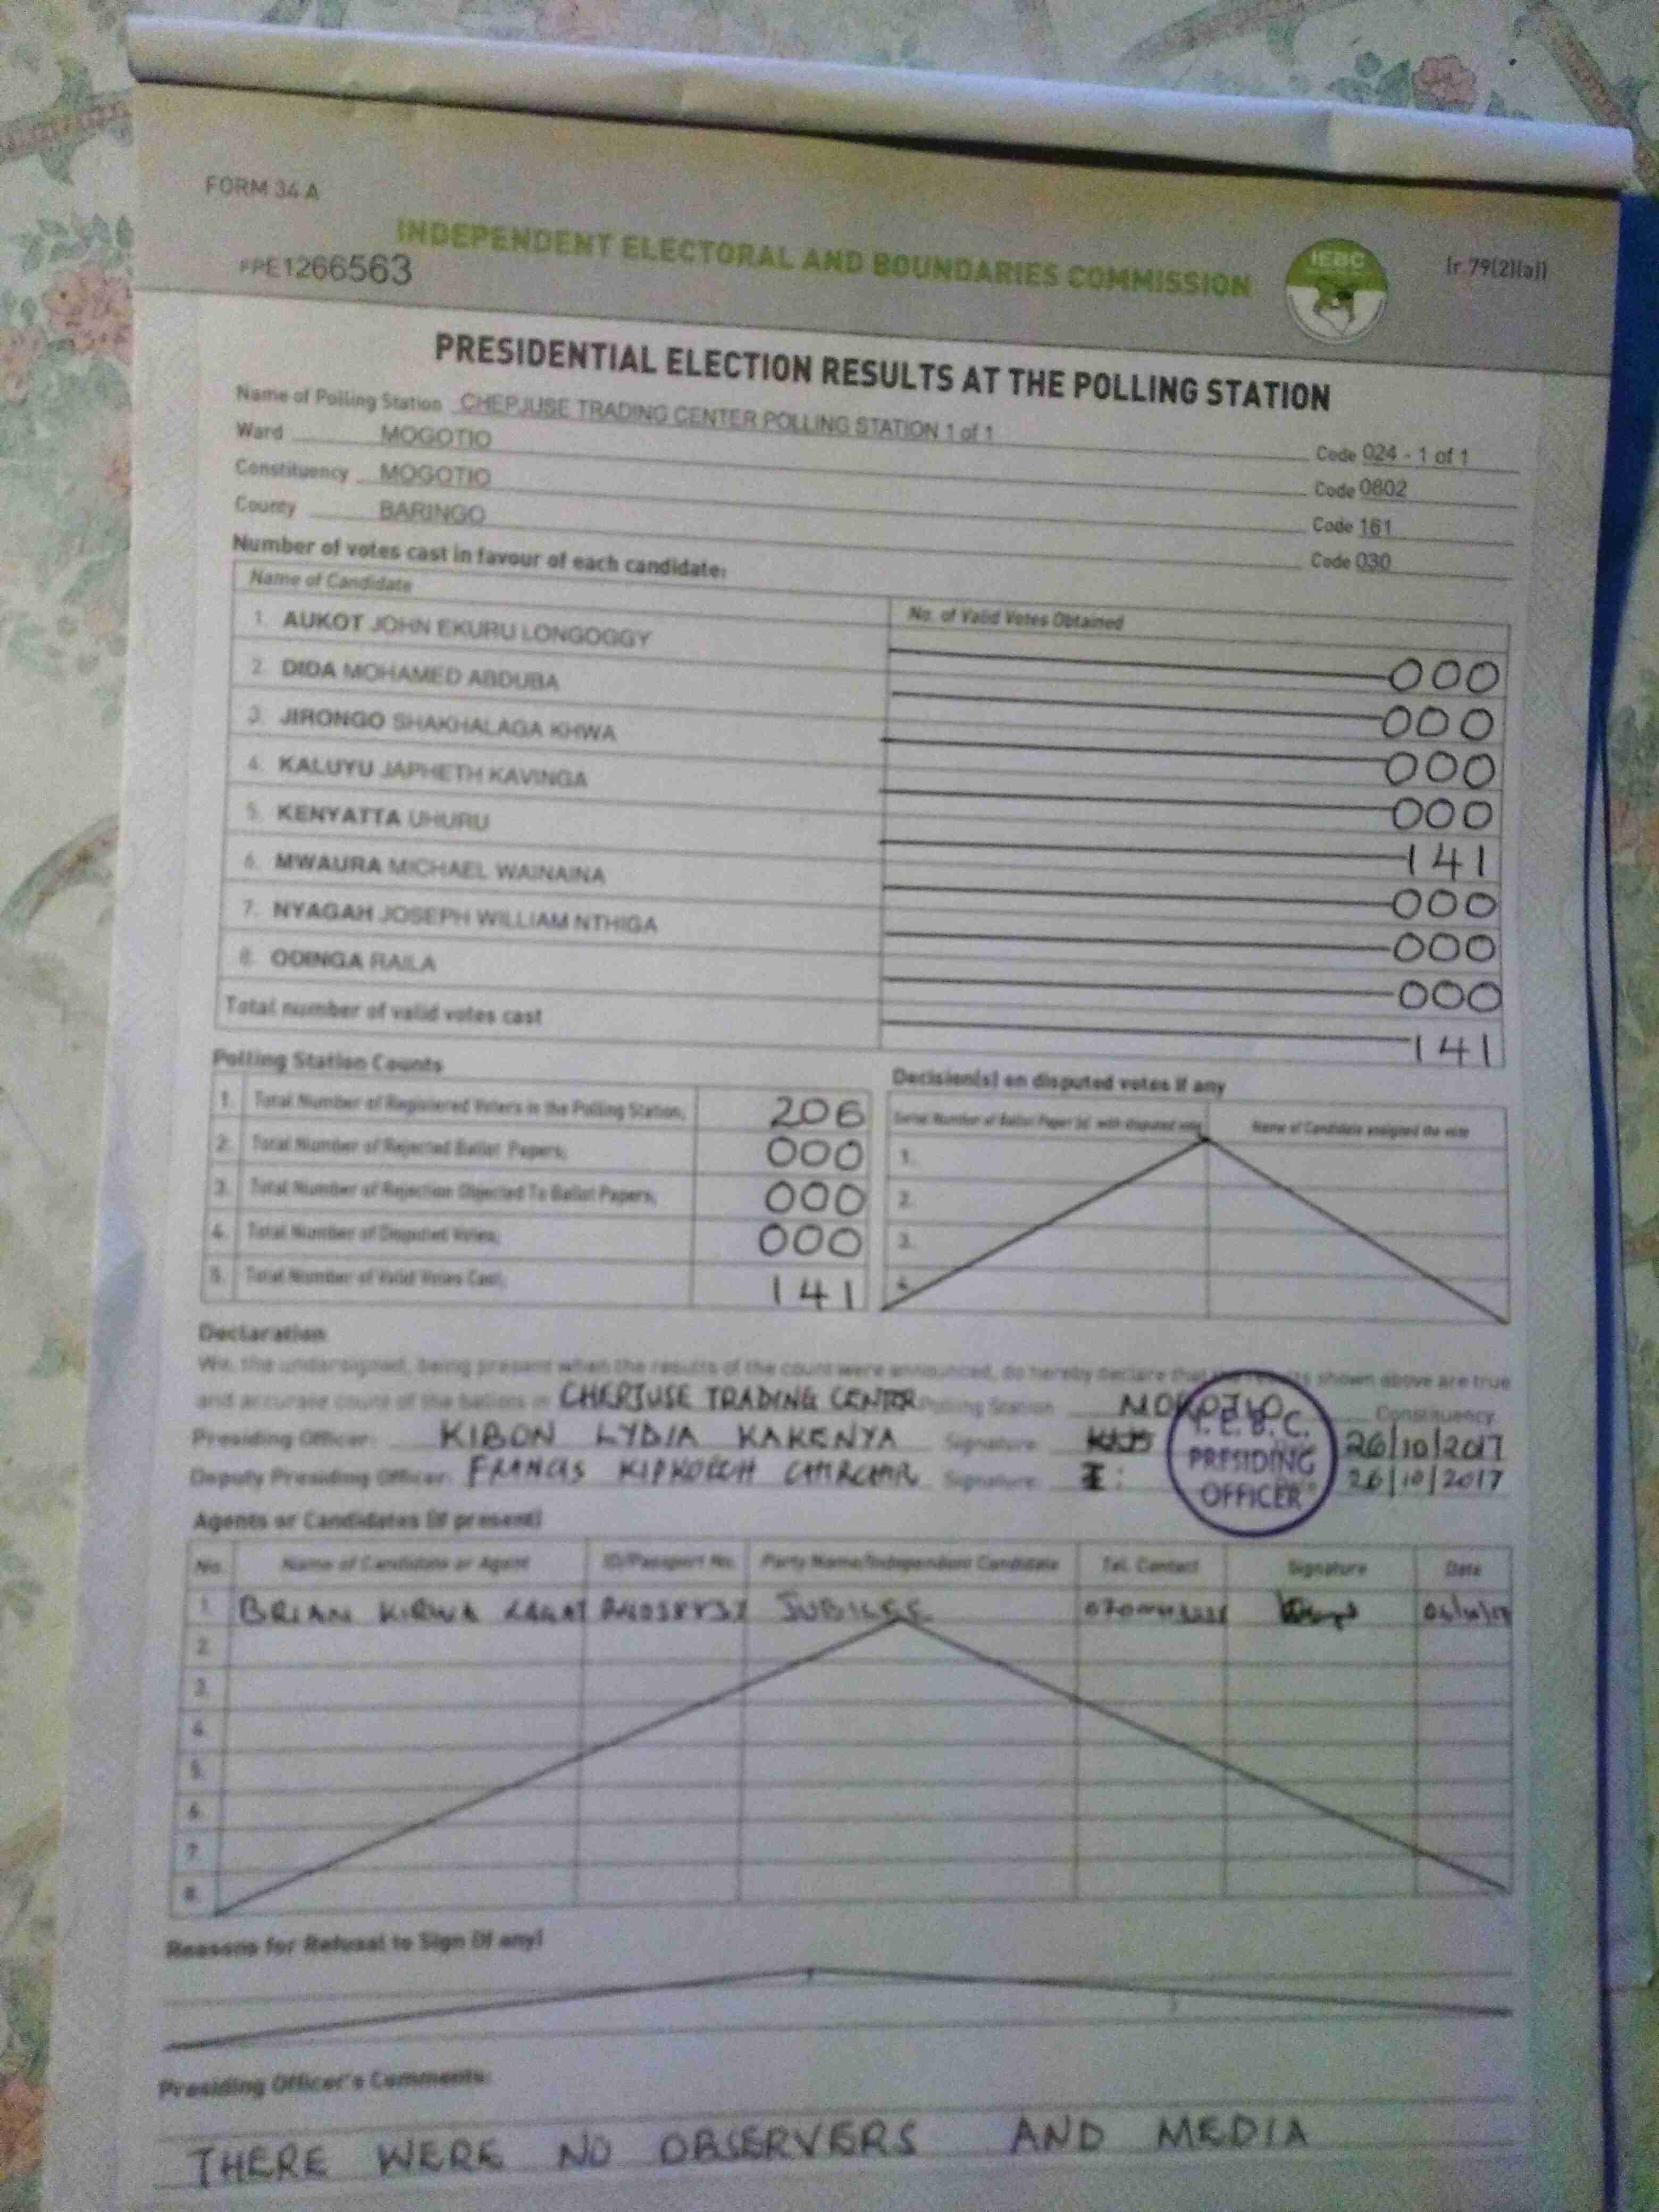 FORM 34 A
INDEPENDENT ELECTORAL AND BOUNDARIES COMMISSION
IEBC
(r.79(2)(a))
PPE1266563
PRESIDENTIAL ELECTION RESULTS AT THE POLLING STATION
Name of Polling Station CHEPJUSE TRADING CENTER POLLING STATION 1 of 1 Code 024 - 1 of 1
Ward MOGOTIO Code 0802
Constituency MOGOTIO Code 161
County BARINGO Code 030
Number of votes cast in favour of each candidate:
Name of Candidate No. of Valid Votes Obtained
1. AUKOT JOHN EKURU LONGOGGY 000
2. DIDA MOHAMED ABDUBA 000
3. JIRONGO SHAKHALAGA KHWA 000
4. KALUYU JAPHETH KAVINGA 000
5. KENYATTA UHURU 141
6. MWAURA MICHAEL WAINAINA 000
7. NYAGAH JOSEPH WILLIAM NTHIGA 000
8. ODINGA RAILA 000
Total number of valid votes cast 141
Polling Station Counts
1. Total Number of Registered Voters in the Polling Station; 206
2. Total Number of Rejected Ballot Papers; 000
3. Total Number of Rejection Objected To Ballot Papers; 000
4. Total Number of Disputed Votes; 000
5. Total Number of Valid Votes Cast; 141
Decision(s) on disputed votes if any
Serial Number of Ballot Paper (s) with disputed vote Name of Candidate assigned the vote
1.
2.
3.
4.
Declaration
We, the undersigned, being present when the results of the count were announced, do hereby declare that the results shown above are true
and accurate count of the ballots in CHEPJUSE TRADING CENTER Polling Station MOGOTIO Constituency
Presiding Officer: KIBON LYDIA KAKENYA Signature 26/10/2017
Deputy Presiding Officer: FRANCIS KIPKOECH CHIRCHIR Signature 26/10/2017
I.E.B.C.
PRESIDING
OFFICER
Agents or Candidates (if present)
No. Name of Candidate or Agent ID/Passport No. Party Name/Independent Candidate Tel. Contact Signature Date
1. BRIAN KIRWA JUBILEE
2.
3.
4.
5.
6.
7.
8.
Reasons for Refusal to Sign (if any)
Presiding Officer's Comments:
THERE WERE NO OBSERVERS AND MEDIA